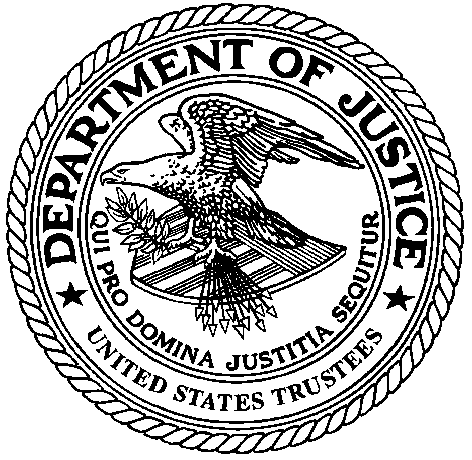 DEPARTMENT OF JUSTICE
QUI PRO DOMINA JUSTITIA SEQUITUR
UNITED STATES TRUSTEES